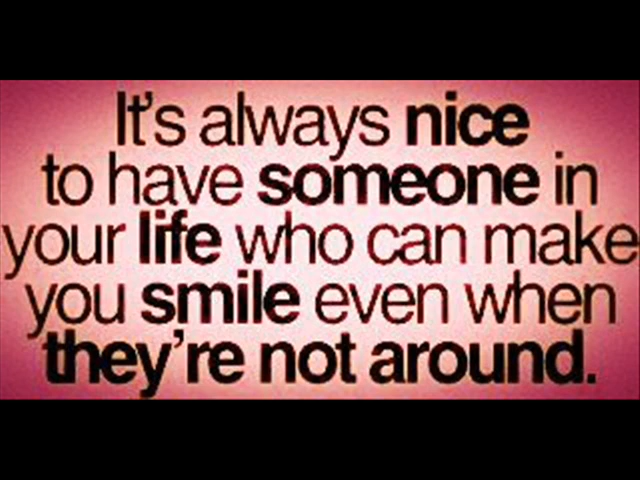 It's always nice
to have someone in
your life who can make
you smile even when
they're not around.